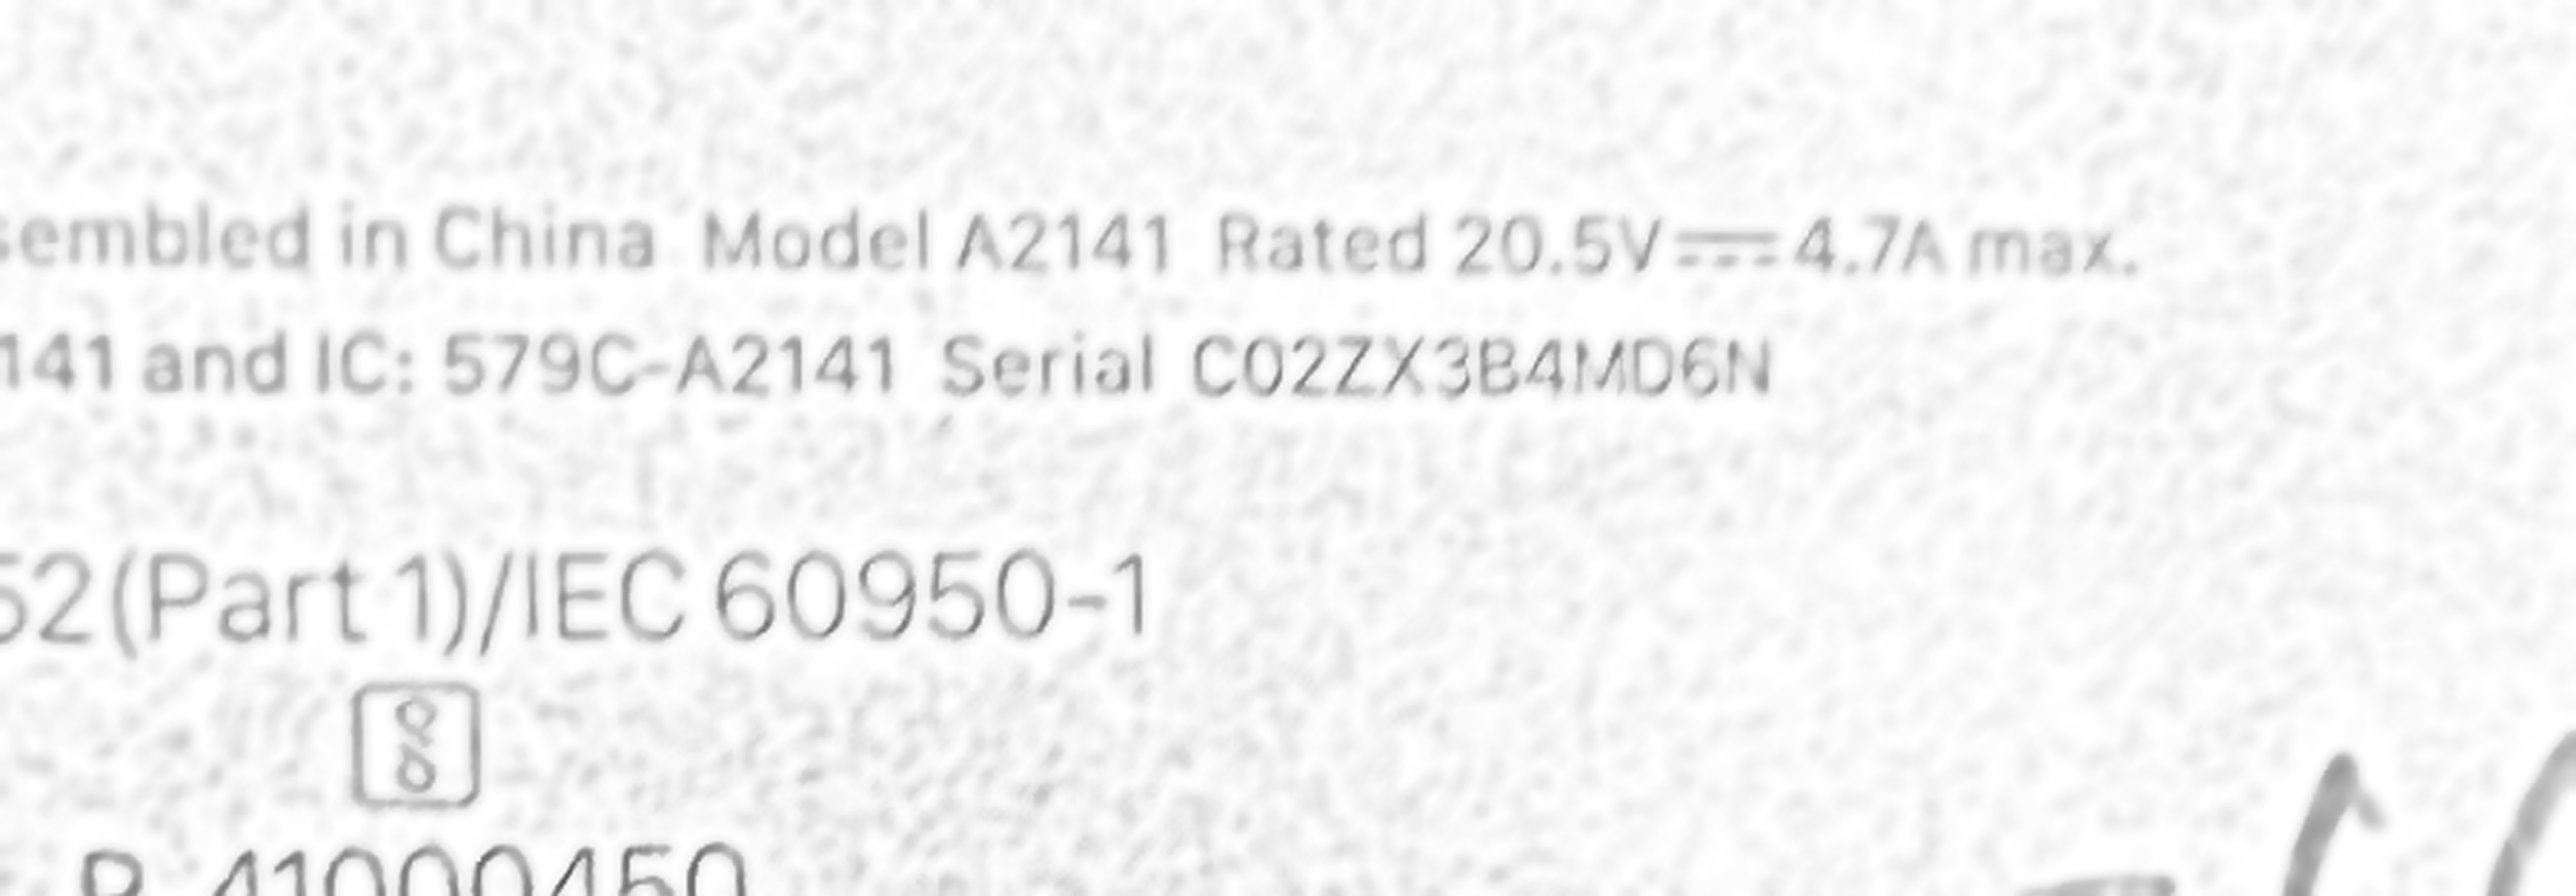 sembled in China Model A2141 Rated 20.5V⎓4.7A max.
141 and IC: 579C-A2141 Serial C02ZX3B4MD6N
52(Part 1)/IEC 60950-1
R-41000450